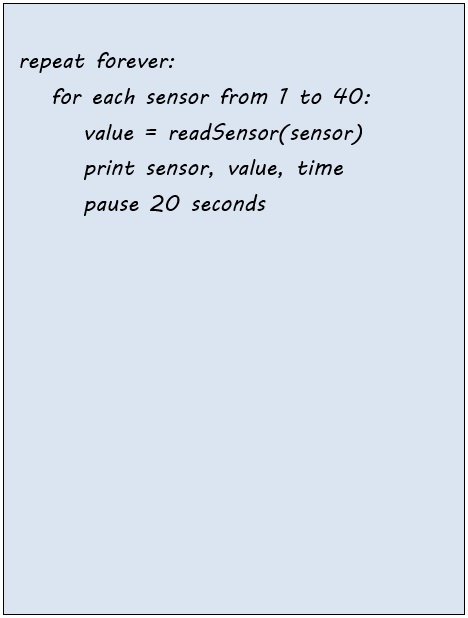 repeat forever:
for each sensor from 1 to 40:
value = readSensor(sensor)
print sensor, value, time
pause 20 seconds